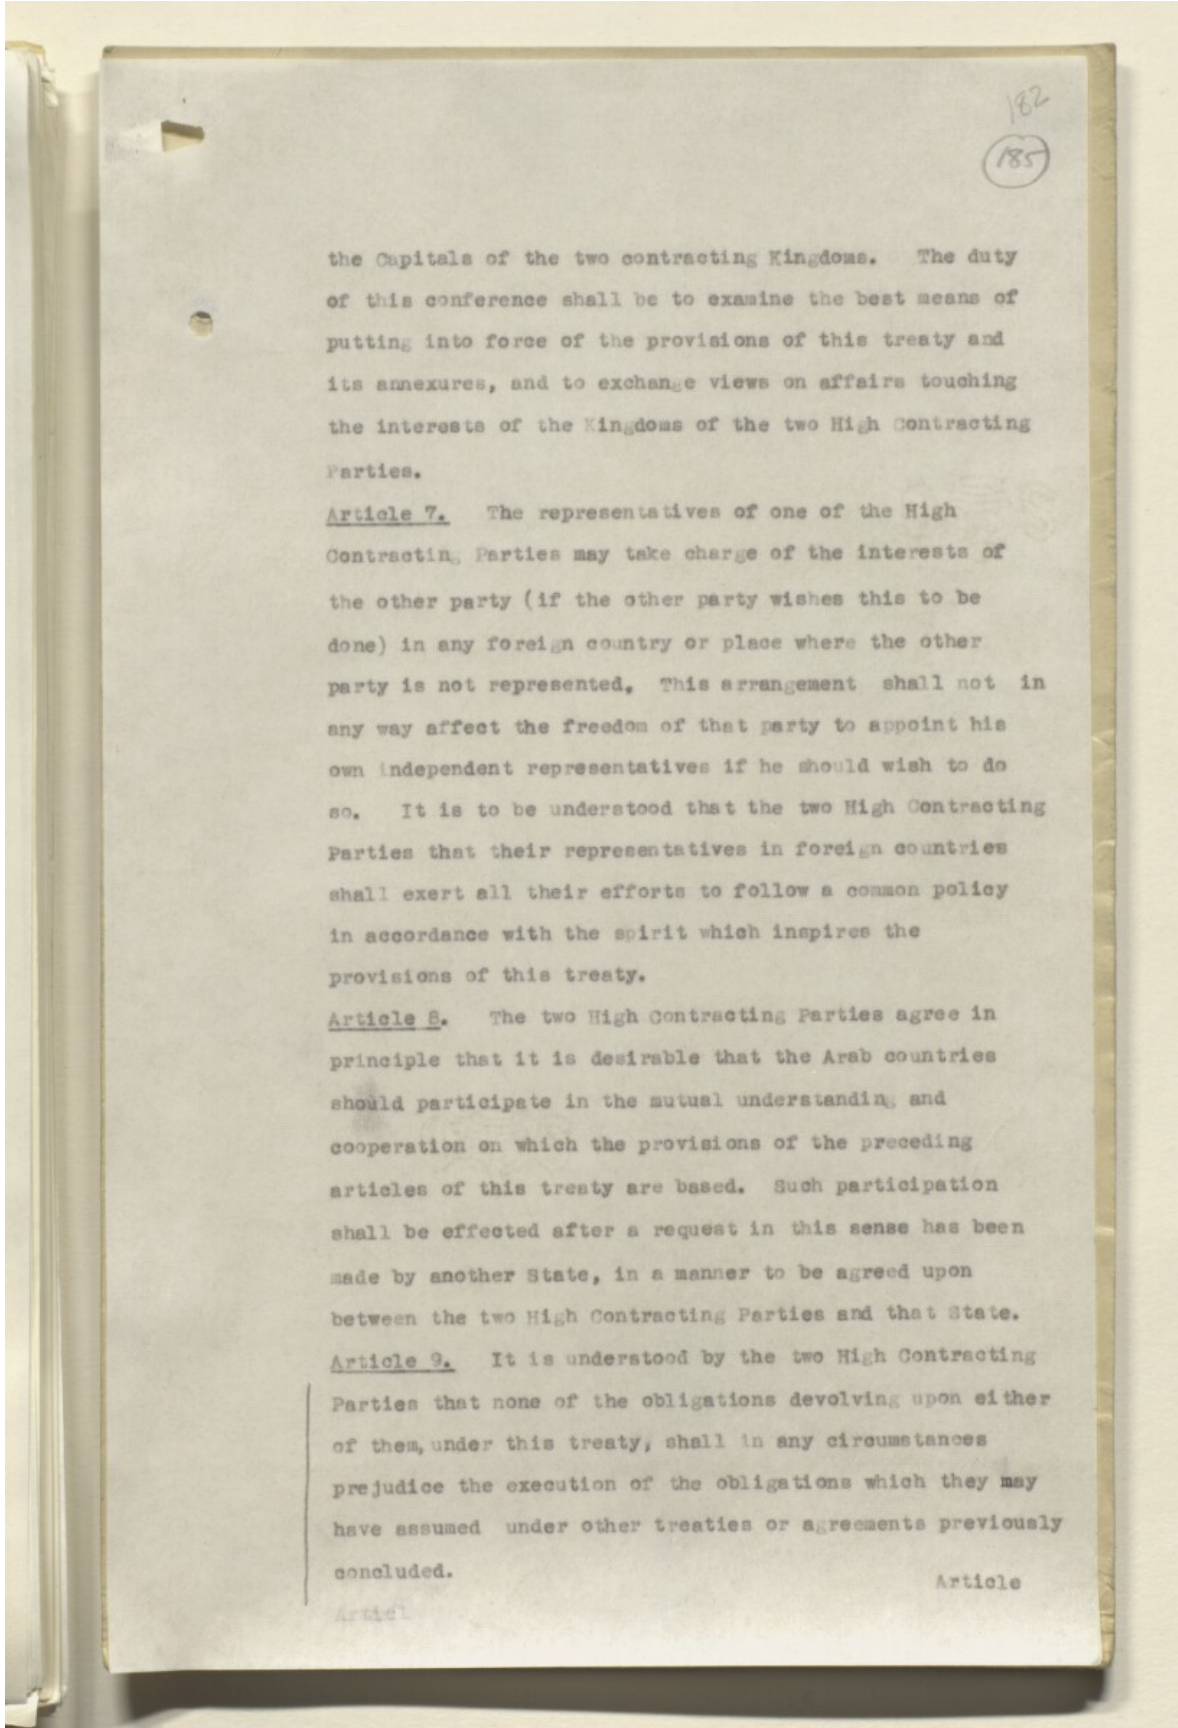 182
185
the Capitals of the two contracting Kingdoms. The duty
of this conference shall be to examine the best means of
putting into force of the provisions of this treaty and
its annexures, and to exchange views on affairs touching
the interests of the Kingdoms of the two High Contracting
Parties.
Article 7. The representatives of one of the High
Contracting Parties may take charge of the interests of
the other party (if the other party wishes this to be
done) in any foreign country or place where the other
party is not represented. This arrangement shall not in
any way affect the freedom of that party to appoint his
own independent representatives if he should wish to do
so. It is to be understood that the two High Contracting
Parties that their representatives in foreign countries
shall exert all their efforts to follow a common policy
in accordance with the spirit which inspires the
provisions of this treaty.
Article 8. The two High Contracting Parties agree in
principle that it is desirable that the Arab countries
should participate in the mutual understanding and
cooperation on which the provisions of the preceding
articles of this treaty are based. Such participation
shall be effected after a request in this sense has been
made by another State, in a manner to be agreed upon
between the two High Contracting Parties and that State.
Article 9. It is understood by the two High Contracting
Parties that none of the obligations devolving upon either
of them, under this treaty, shall in any circumstances
prejudice the execution of the obligations which they may
have assumed under other treaties or agreements previously
concluded.
Article
Articl